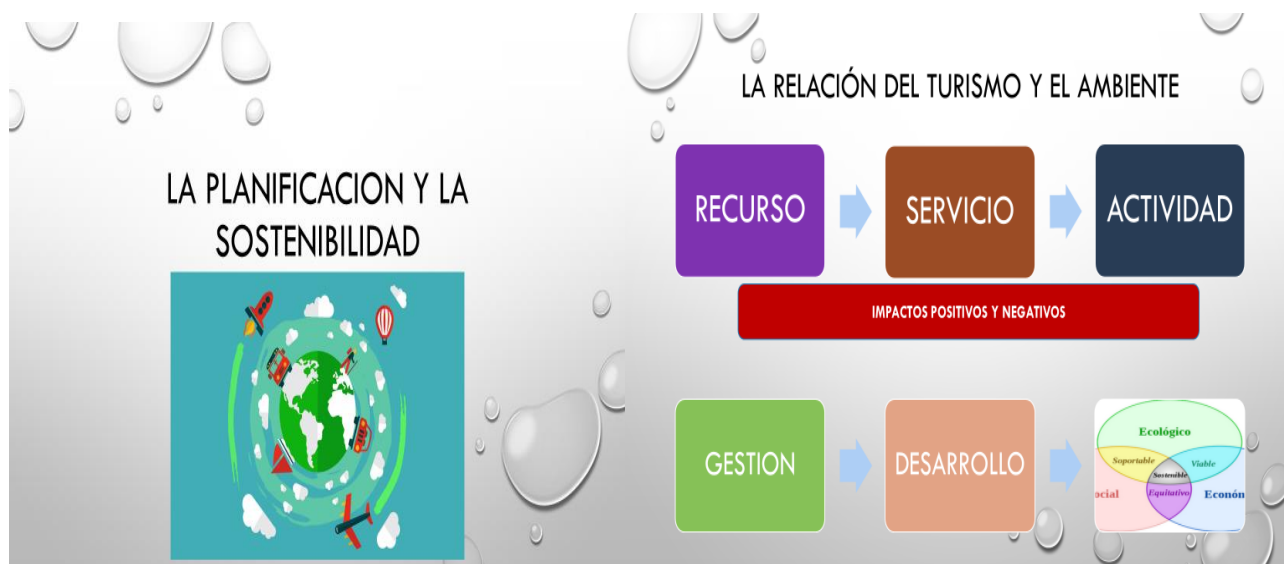 LA PLANIFICACION Y LA
SOSTENIBILIDAD
LA RELACIÓN DEL TURISMO Y EL AMBIENTE
RECURSO
SERVICIO
ACTIVIDAD
IMPACTOS POSITIVOS Y NEGATIVOS
GESTION
DESARROLLO
Ecológico
Soportable
Viable
Sostenible
ocial
Equitativo
Económ